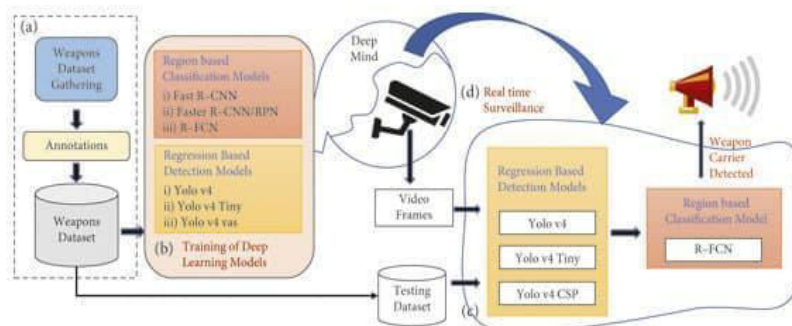 (a)
Weapons
Dataset
Gathering
Annotations
Weapons
Dataset
Region based
Classification Models
i) Fast R–CNN
ii) Faster R–CNN/RPN
iii) R–FCN
Regression Based
Detection Models
i) Yolo v4
ii) Yolo v4 Tiny
iii) Yolo v4 vas
(b) Training of Deep
Learning Models
Deep
Mind
(d) Real time
Surveillance
Video
Frames
Testing
Dataset
Regression Based
Detection Models
Yolo v4
Yolo v4 Tiny
Yolo v4 CSP
(c)
Weapon
Carrier
Detected
Region based
Classification Model
R–FCN